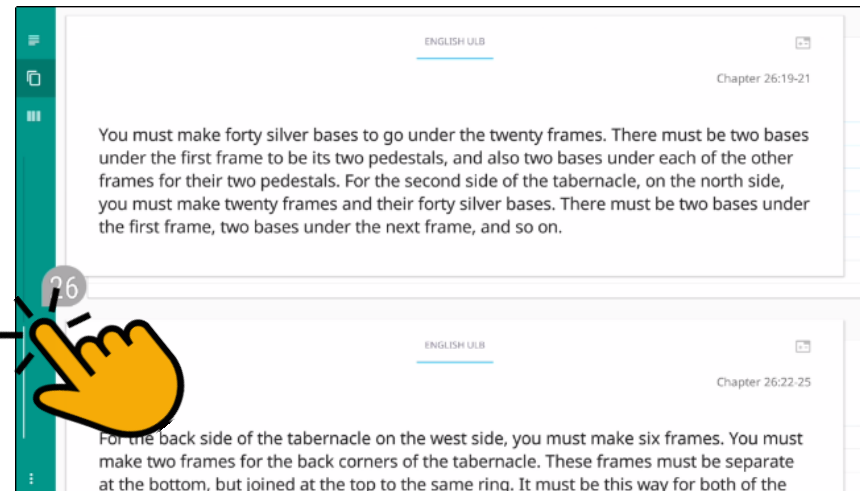 ENGLISH ULB
Chapter 26:19-21
You must make forty silver bases to go under the twenty frames. There must be two bases
under the first frame to be its two pedestals, and also two bases under each of the other
frames for their two pedestals. For the second side of the tabernacle, on the north side,
you must make twenty frames and their forty silver bases. There must be two bases under
the first frame, two bases under the next frame, and so on.
26
ENGLISH ULB
Chapter 26:22-25
For the back side of the tabernacle on the west side, you must make six frames. You must
make two frames for the back corners of the tabernacle. These frames must be separate
at the bottom, but joined at the top to the same ring. It must be this way for both of the